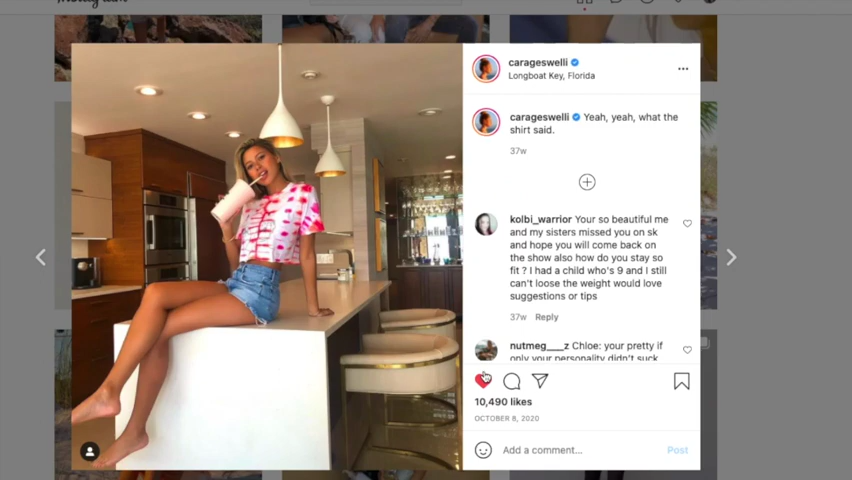 carageswelli
Longboat Key, Florida
carageswelli Yeah, yeah, what the
shirt said.
37w
kolbi_warrior Your so beautiful me
and my sisters missed you on sk
and hope you will come back on
the show also how do you stay so
fit ? I had a child who's 9 and I still
can't loose the weight would love
suggestions or tips
37w Reply
nutmeg___z Chloe: your pretty if
only your personality didn't suck
10,490 likes
OCTOBER 8, 2020
Add a comment... Post